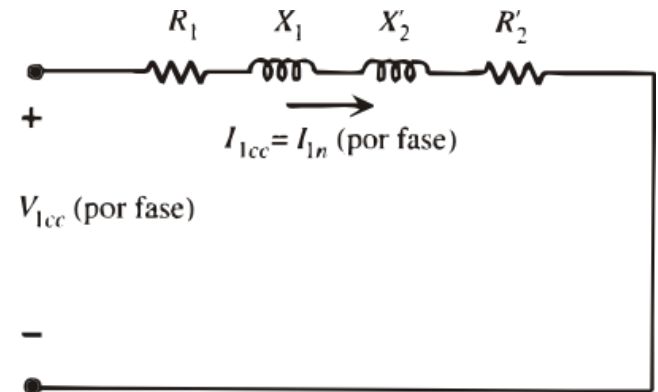 R₁ X₁ X′₂ R′₂
+
I₁cc = I₁n (por fase)
V₁cc (por fase)
−